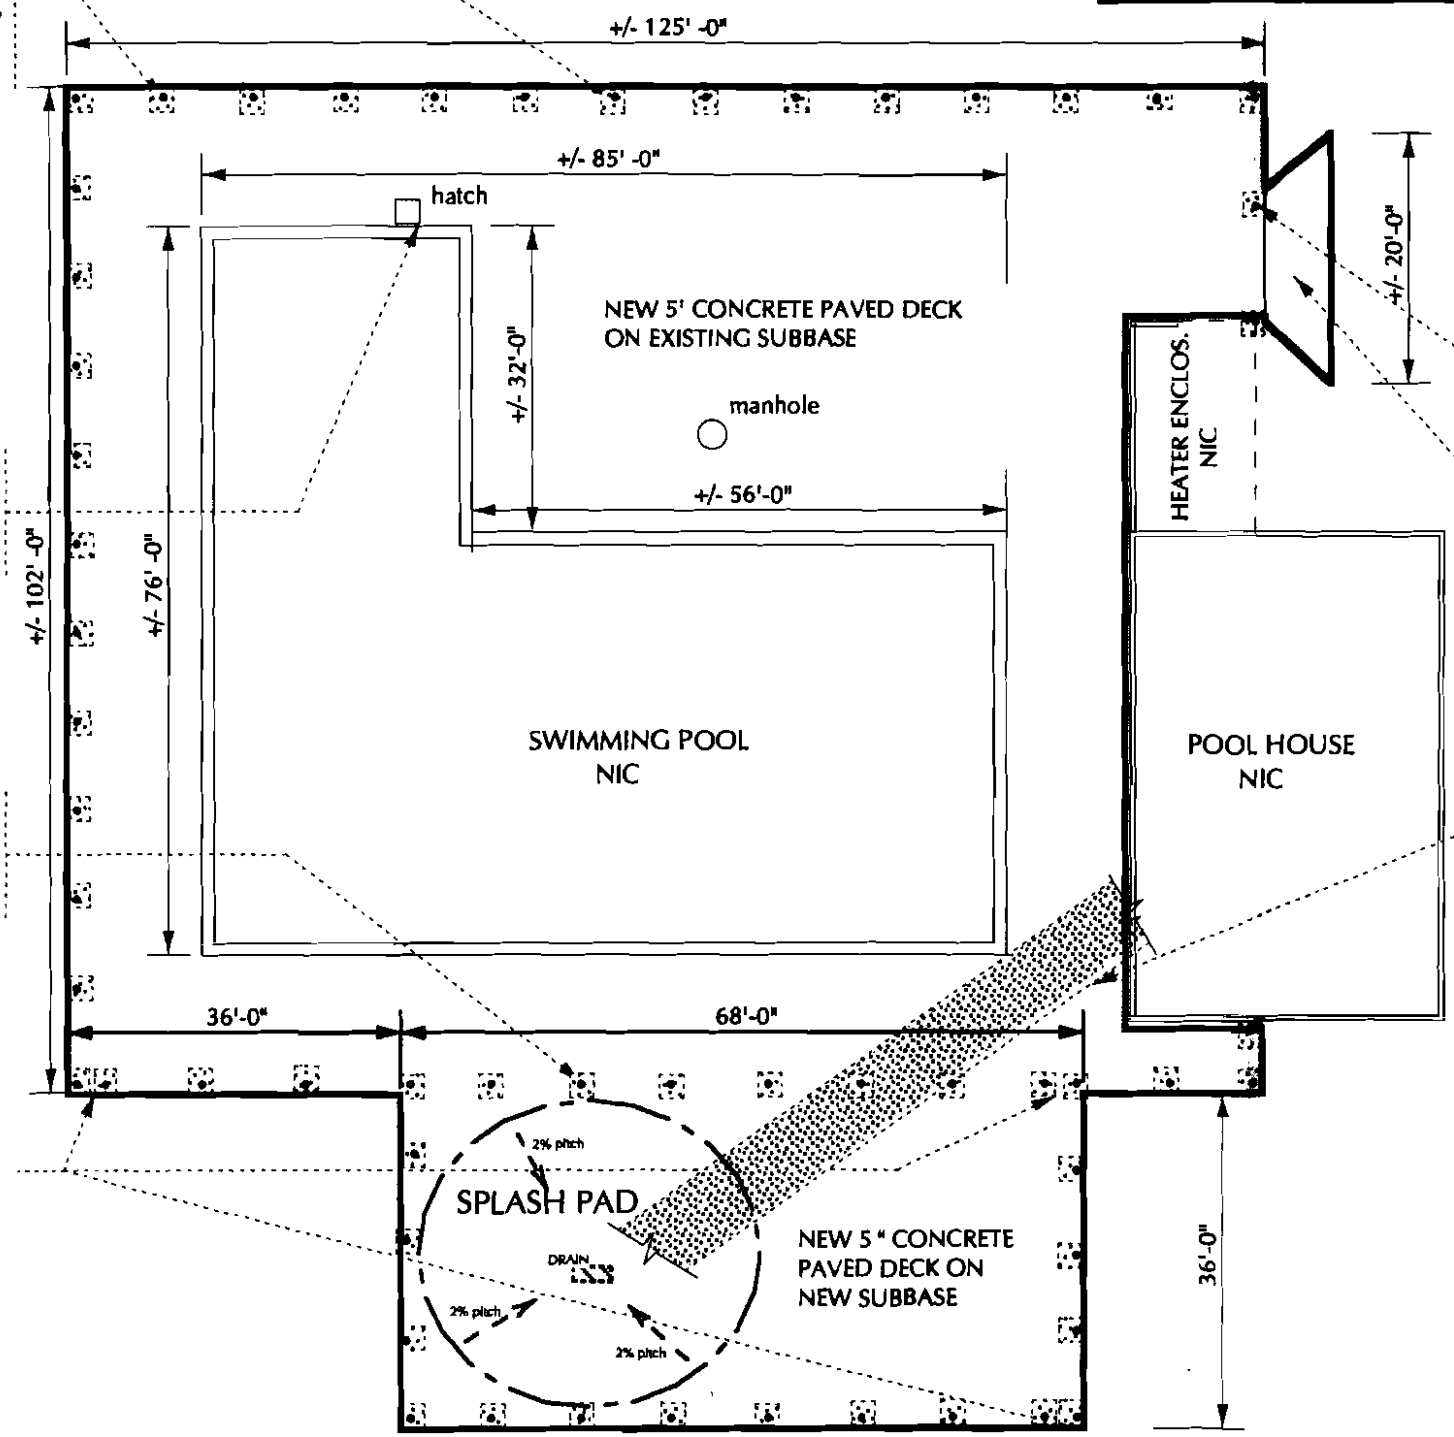 +/- 125' -0"
+/- 85' -0"
hatch
+/- 20'-0"
NEW 5' CONCRETE PAVED DECK
ON EXISTING SUBBASE
+/- 32'-0"
manhole
HEATER ENCLOS.
NIC
+/- 56'-0"
+/- 102' -0"
+/- 76' -0"
SWIMMING POOL
NIC
POOL HOUSE
NIC
36'-0"
68'-0"
2% pitch
SPLASH PAD
NEW 5 " CONCRETE
PAVED DECK ON
NEW SUBBASE
DRAIN
2% pitch
2% pitch
36'-0"